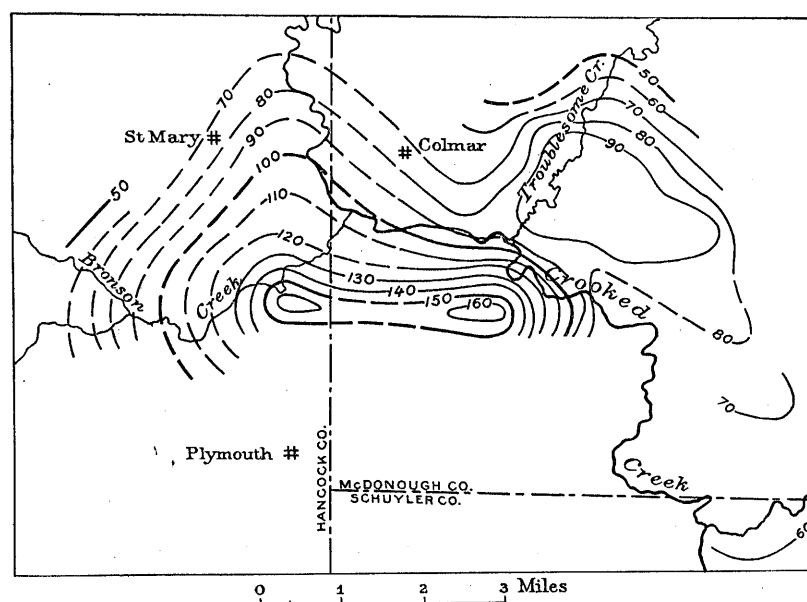 50
60
70
80
90
70
80
90
100
110
120
50
130
140
150
160
80
70
60
St Mary #
# Colmar
Troublesome Cr.
Bronson
Creek
Crooked
Creek
Plymouth #
HANCOCK CO.
McDONOUGH CO.
SCHUYLER CO.
0 1 2 3 Miles